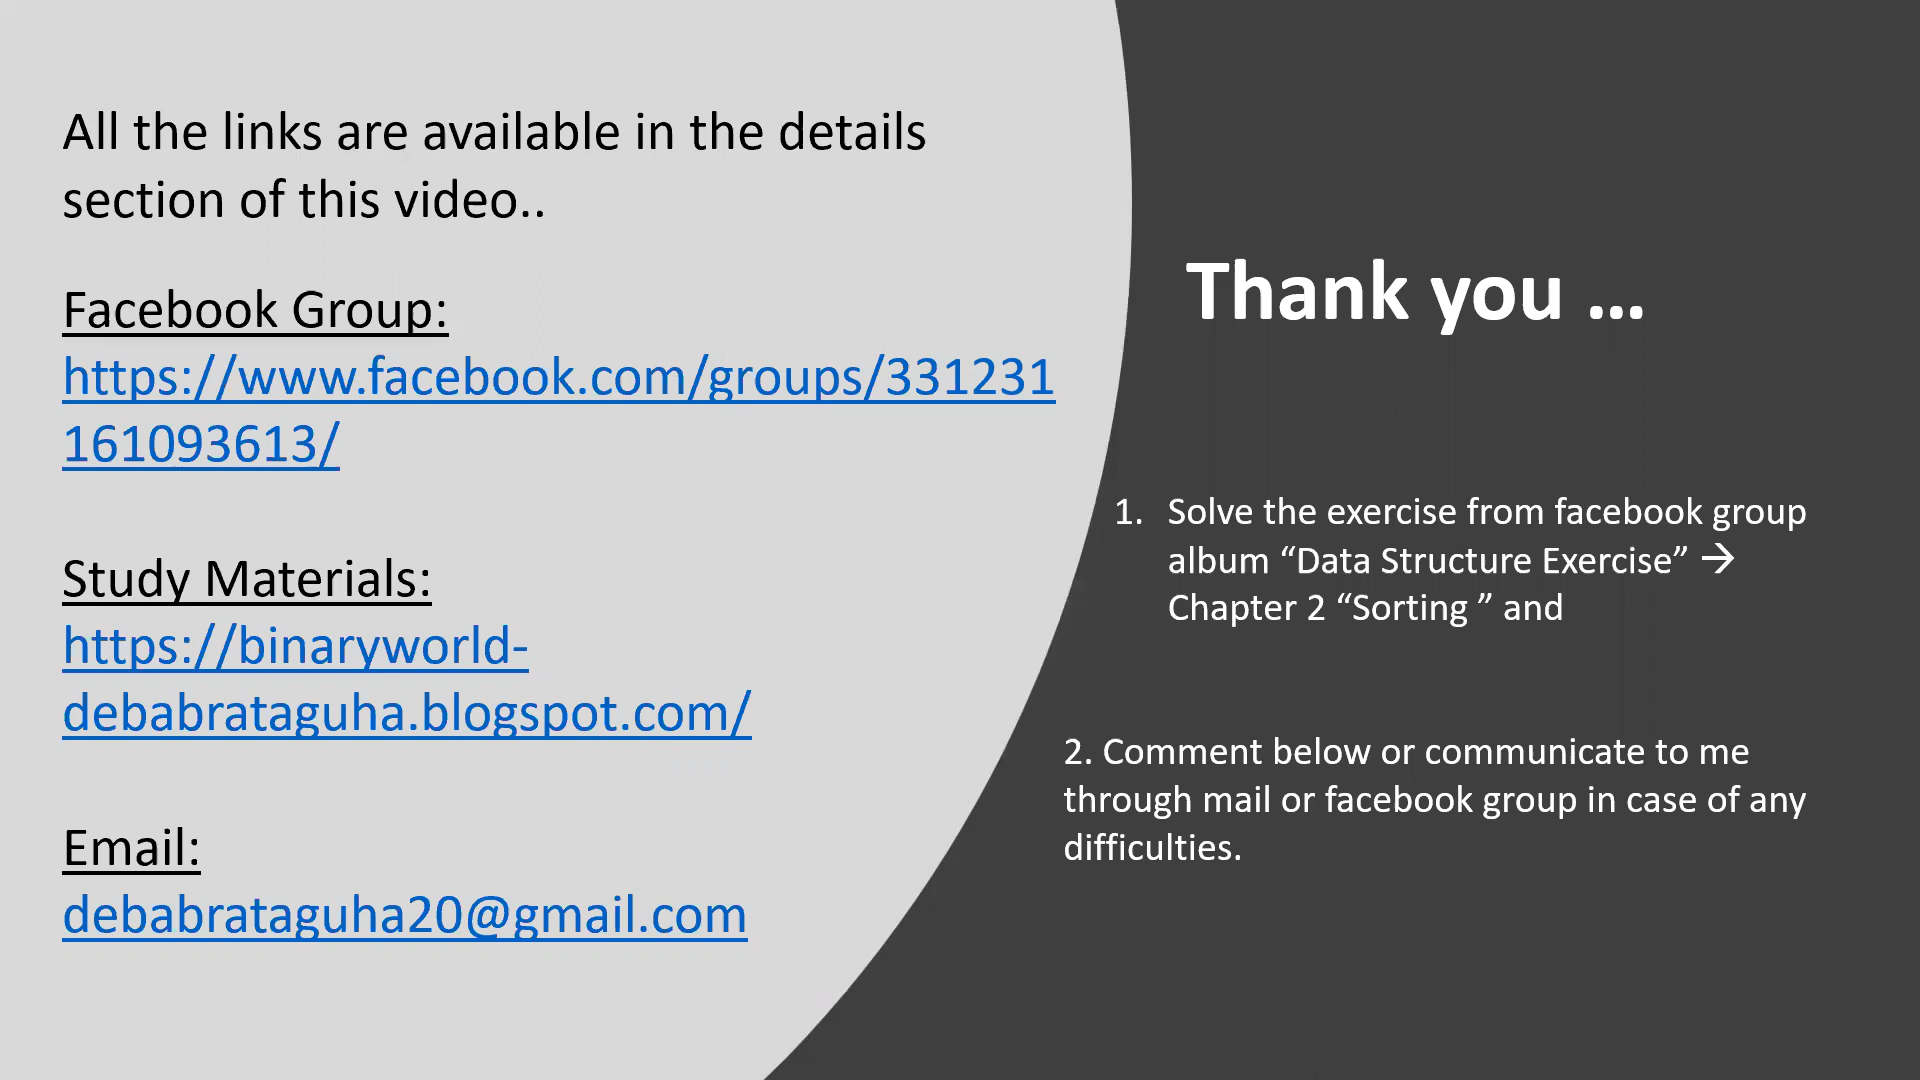 All the links are available in the details
section of this video..
Facebook Group:
https://www.facebook.com/groups/331231
161093613/
Study Materials:
https://binaryworld-
debabrataguha.blogspot.com/
Email:
debabrataguha20@gmail.com
Thank you ...
1. Solve the exercise from facebook group
album “Data Structure Exercise” →
Chapter 2 “Sorting ” and
2. Comment below or communicate to me
through mail or facebook group in case of any
difficulties.